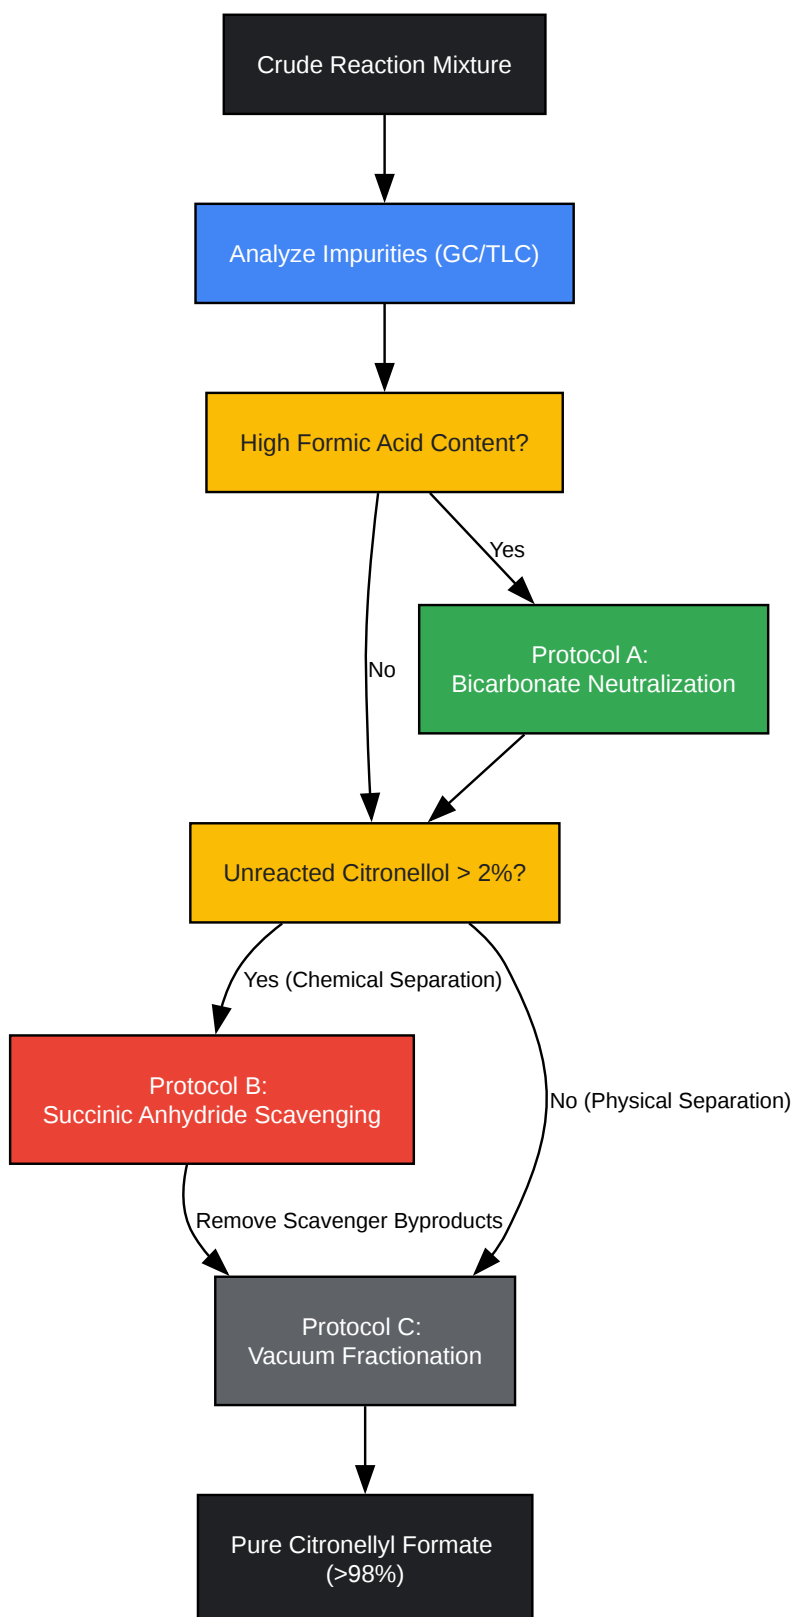 Crude Reaction Mixture
Analyze Impurities (GC/TLC)
High Formic Acid Content?
Yes
Protocol A:
Bicarbonate Neutralization
No
Unreacted Citronellol > 2%?
Yes (Chemical Separation)
Protocol B:
Succinic Anhydride Scavenging
No (Physical Separation)
Remove Scavenger Byproducts
Protocol C:
Vacuum Fractionation
Pure Citronellyl Formate
(>98%)